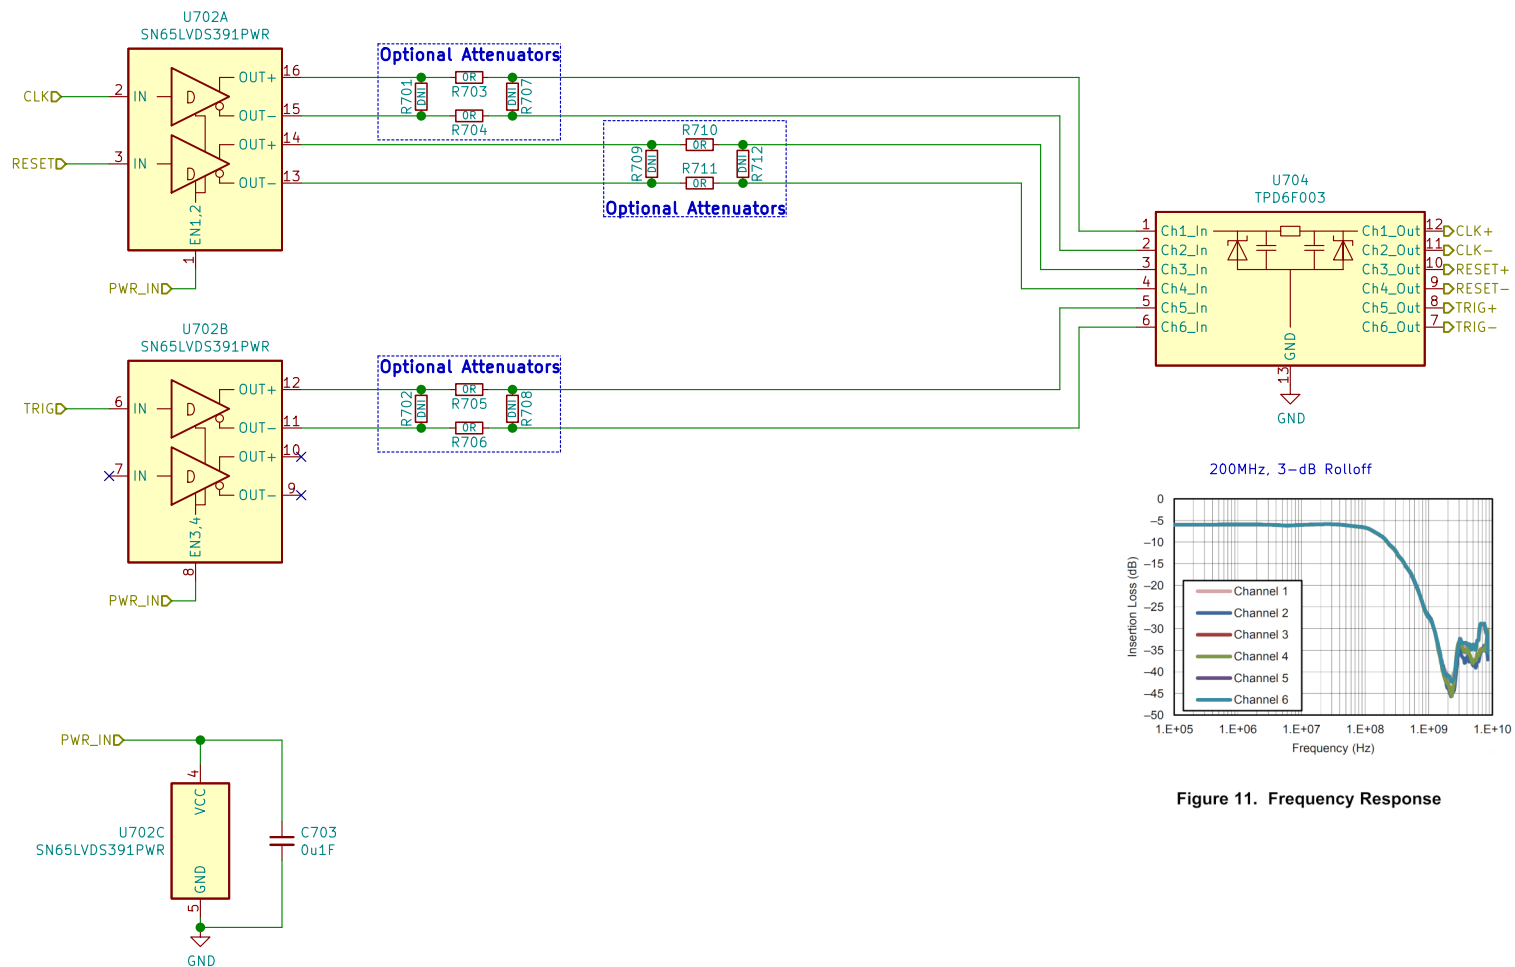 U702A
SN65LVDS391PWR
CLK
2
IN
D
OUT+
16
OUT-
15
RESET
3
IN
D
OUT+
14
OUT-
13
EN1,2
1
PWR_IN
Optional Attenuators
R701
DNI
0R
R703
0R
R704
DNI
R707
R709
DNI
R710
0R
R711
0R
DNI
R712
Optional Attenuators
U704
TPD6F003
1
Ch1_In
2
Ch2_In
3
Ch3_In
4
Ch4_In
5
Ch5_In
6
Ch6_In
Ch1_Out
12
CLK+
Ch2_Out
11
CLK-
Ch3_Out
10
RESET+
Ch4_Out
9
RESET-
Ch5_Out
8
TRIG+
Ch6_Out
7
TRIG-
GND
13
GND
U702B
SN65LVDS391PWR
TRIG
6
IN
D
OUT+
12
OUT-
11
7
IN
D
OUT+
10
OUT-
9
EN3,4
8
PWR_IN
Optional Attenuators
R702
DNI
0R
R705
0R
R706
DNI
R708
200MHz, 3-dB Rolloff
0
–5
–10
–15
–20
–25
–30
–35
–40
–45
–50
Insertion Loss (dB)
Channel 1
Channel 2
Channel 3
Channel 4
Channel 5
Channel 6
1.E+05 1.E+06 1.E+07 1.E+08 1.E+09 1.E+10
Frequency (Hz)
Figure 11. Frequency Response
PWR_IN
4
VCC
U702C
SN65LVDS391PWR
GND
5
GND
C703
0u1F